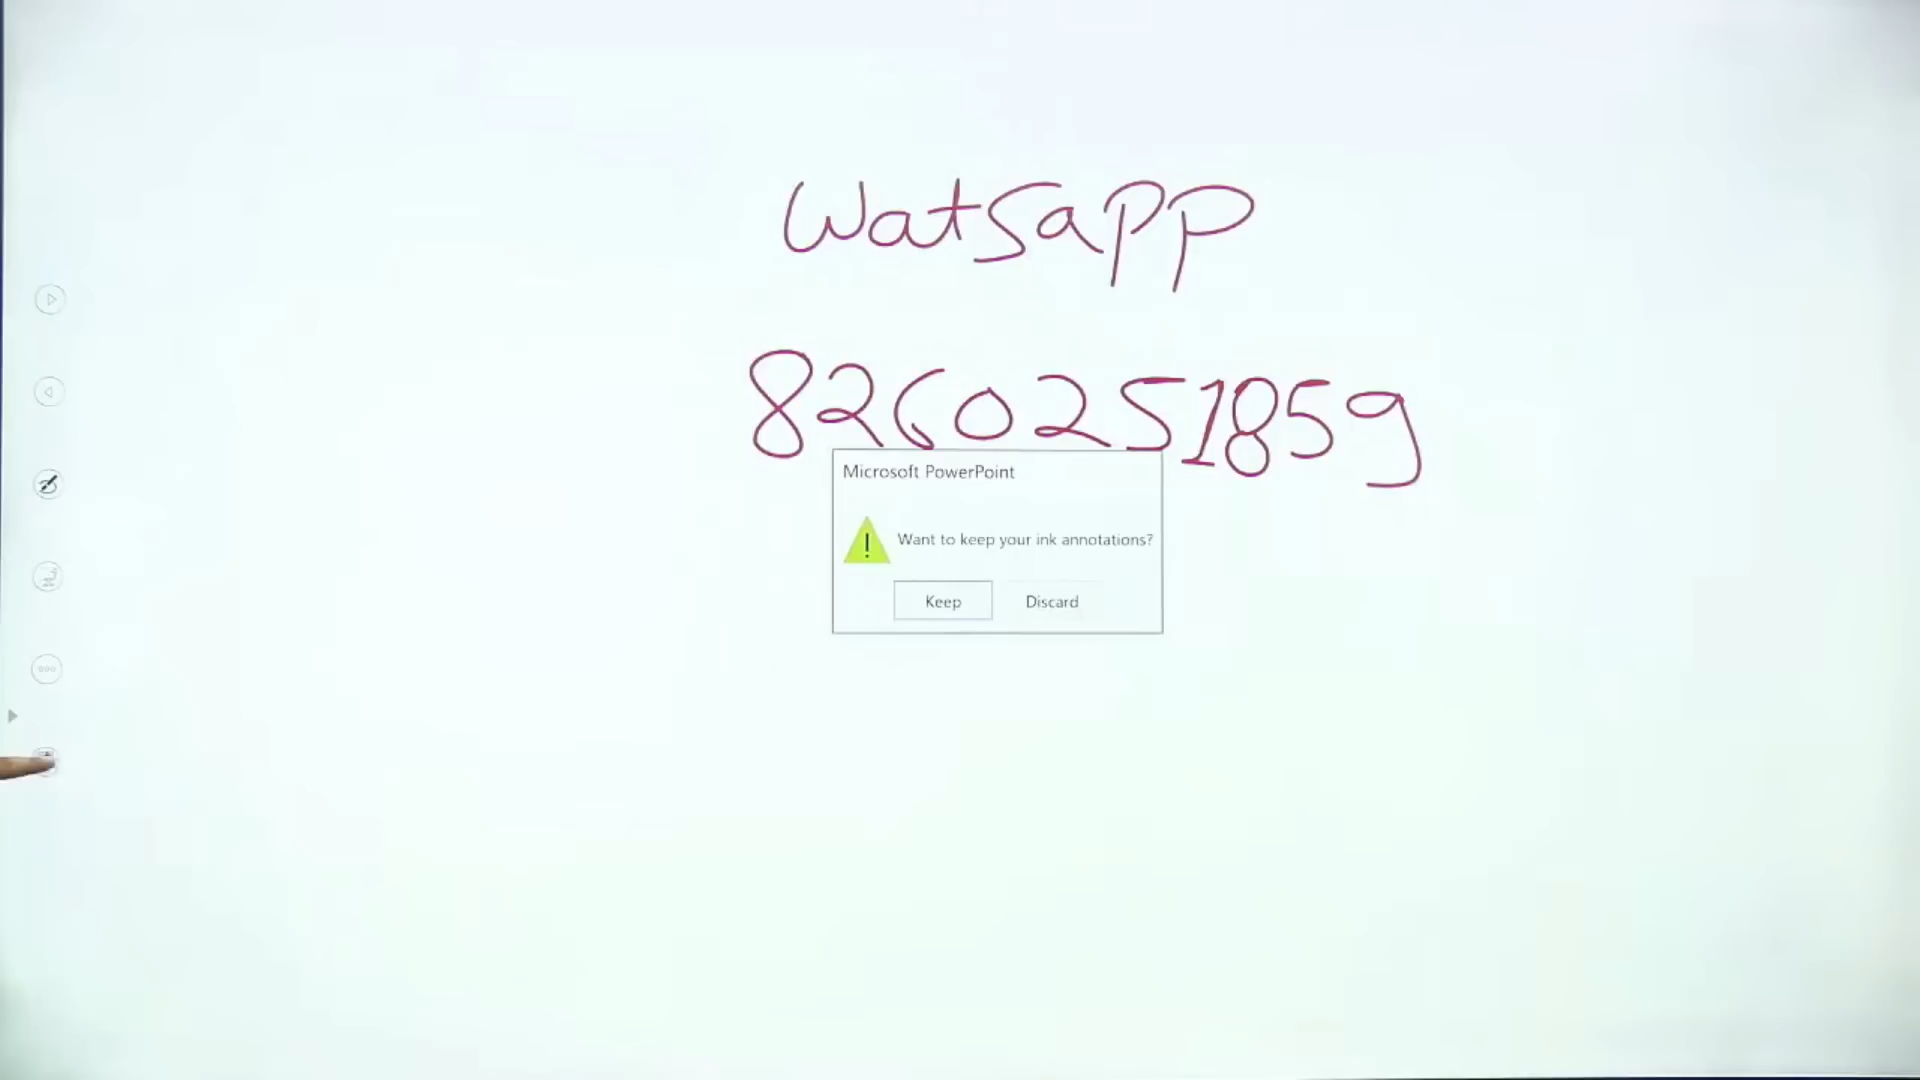 Watsapp
8260251859
Microsoft PowerPoint
Want to keep your ink annotations?
Keep Discard